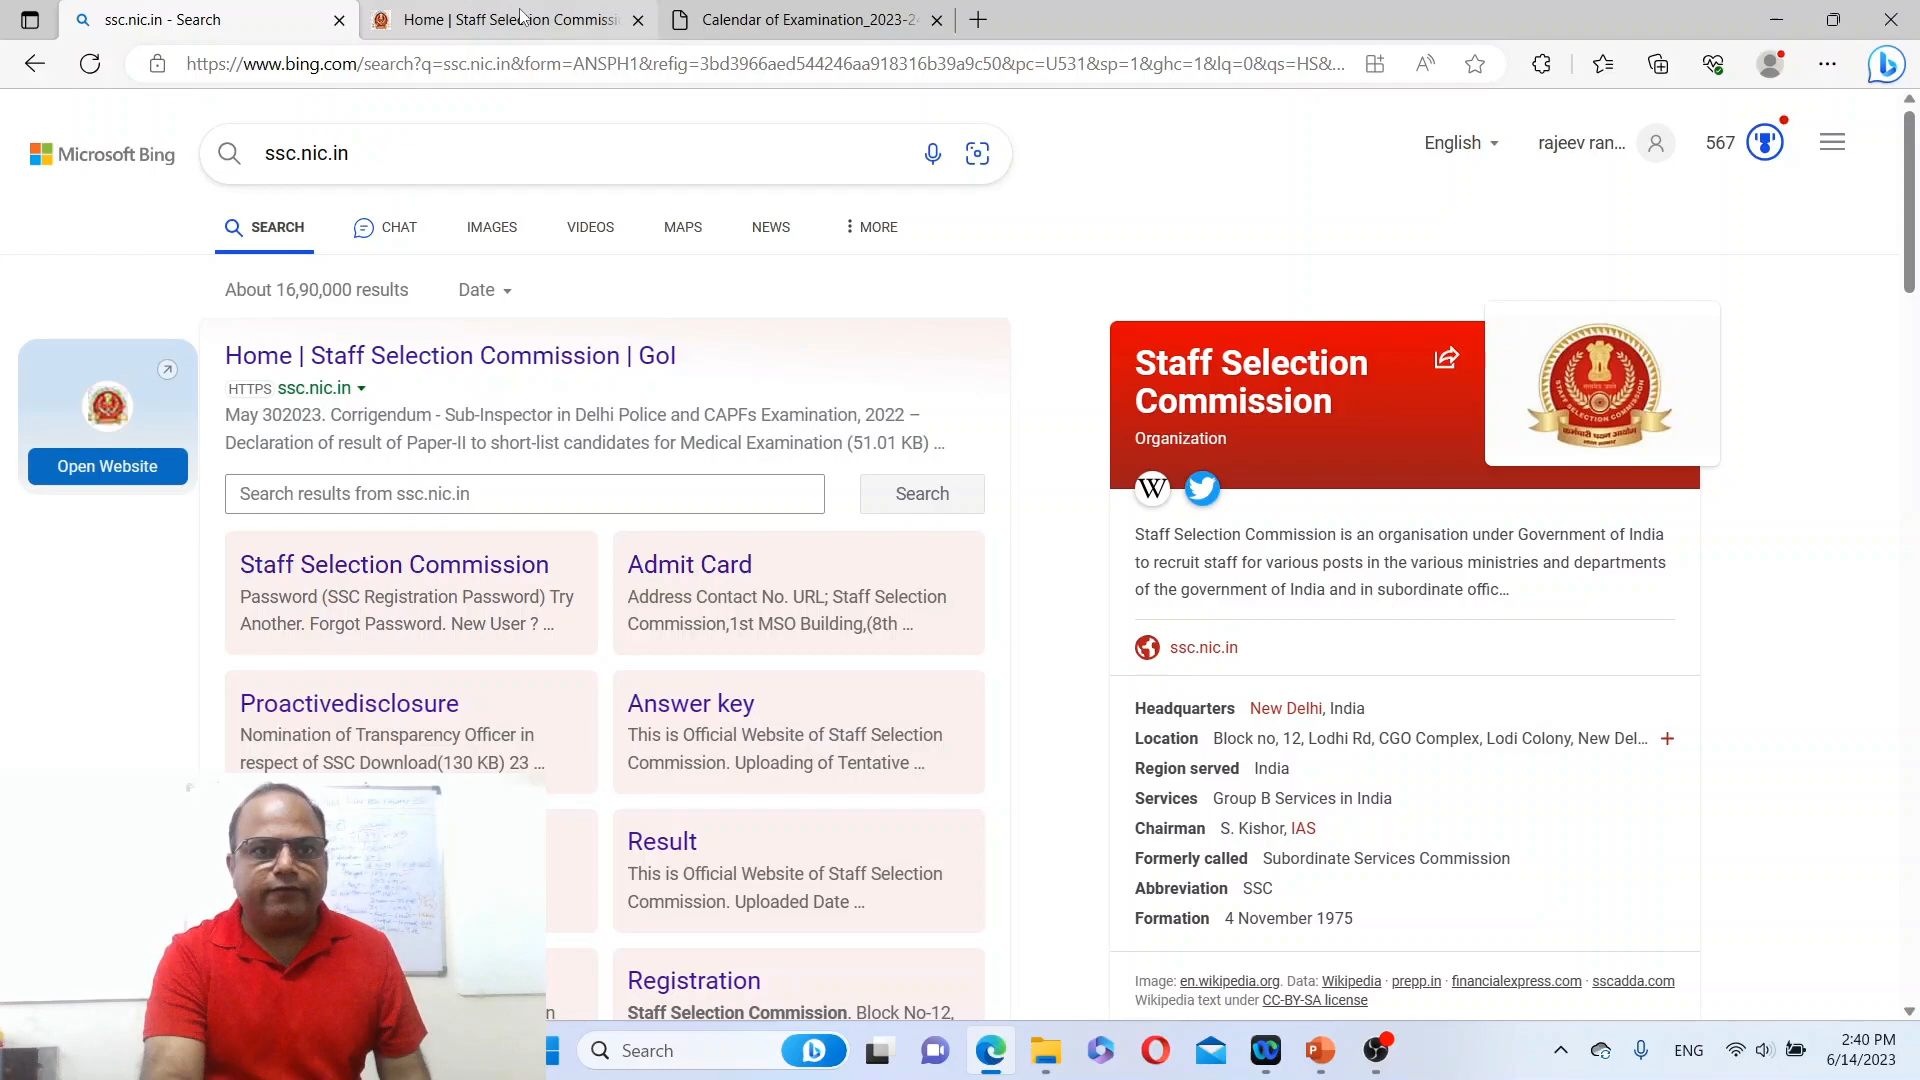 ssc.nic.in - Search
Home | Staff Selection Commissi
Calendar of Examination_2023-24
https://www.bing.com/search?q=ssc.nic.in&form=ANSPH1&refig=3bd3966aed544246aa918316b39a9c50&pc=U531&sp=1&ghc=1&lq=0&qs=HS&...
Microsoft Bing
ssc.nic.in
English
rajeev ran...
567
SEARCH
CHAT
IMAGES
VIDEOS
MAPS
NEWS
MORE
About 16,90,000 results
Date
Open Website
Home | Staff Selection Commission | GoI
HTTPS ssc.nic.in
May 302023. Corrigendum - Sub-Inspector in Delhi Police and CAPFs Examination, 2022 –
Declaration of result of Paper-II to short-list candidates for Medical Examination (51.01 KB) ...
Search results from ssc.nic.in
Search
Staff Selection Commission
Password (SSC Registration Password) Try
Another. Forgot Password. New User ? ...
Admit Card
Address Contact No. URL; Staff Selection
Commission,1st MSO Building,(8th ...
Proactivedisclosure
Nomination of Transparency Officer in
respect of SSC Download(130 KB) 23 ...
Answer key
This is Official Website of Staff Selection
Commission. Uploading of Tentative ...
Result
This is Official Website of Staff Selection
Commission. Uploaded Date ...
Registration
Staff Selection Commission. Block No-12,
n
Staff Selection
Commission
Organization
W
Staff Selection Commission is an organisation under Government of India
to recruit staff for various posts in the various ministries and departments
of the government of India and in subordinate offic...
ssc.nic.in
Headquarters New Delhi, India
Location Block no, 12, Lodhi Rd, CGO Complex, Lodi Colony, New Del...
Region served India
Services Group B Services in India
Chairman S. Kishor, IAS
Formerly called Subordinate Services Commission
Abbreviation SSC
Formation 4 November 1975
Image: en.wikipedia.org. Data: Wikipedia · prepp.in · financialexpress.com · sscadda.com
Wikipedia text under CC-BY-SA license
Search
ENG
2:40 PM
6/14/2023